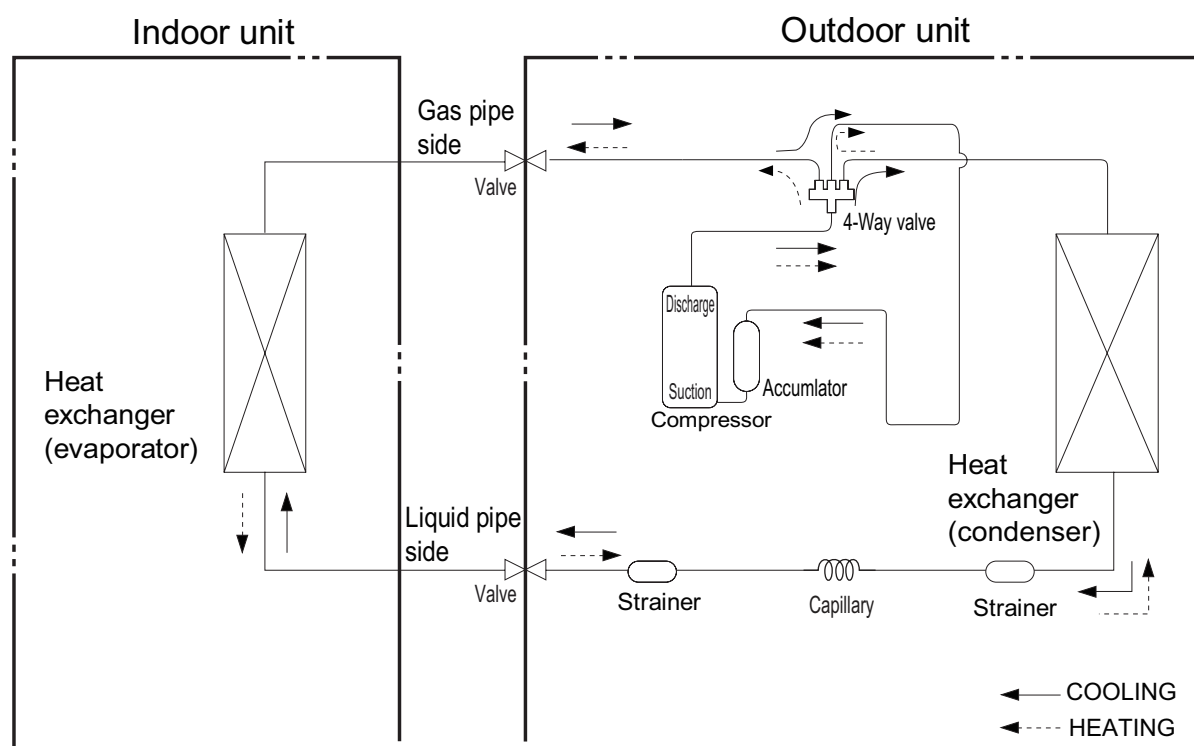 Indoor unit
Outdoor unit
Gas pipe
side
Valve
4-Way valve
Discharge
Suction
Compressor
Accumlator
Heat
exchanger
(evaporator)
Heat
exchanger
(condenser)
Liquid pipe
side
Valve
Strainer
Capillary
Strainer
COOLING
HEATING